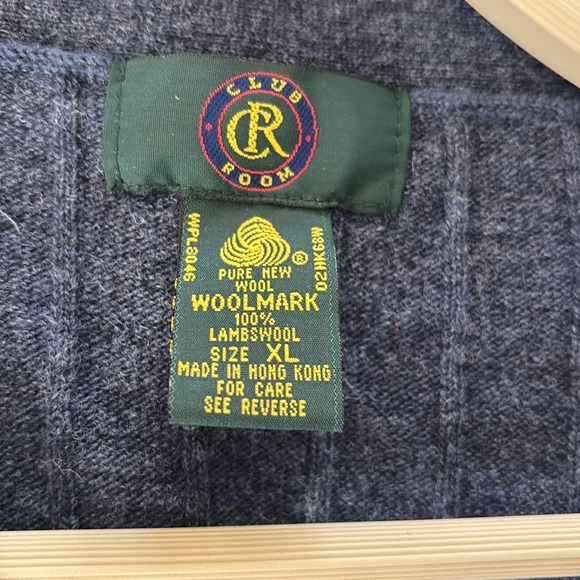 CLUB
CR
ROOM
WPL8046
02HK68W
®
PURE NEW
WOOL
WOOLMARK
100%
LAMBSWOOL
SIZE XL
MADE IN HONG KONG
FOR CARE
SEE REVERSE